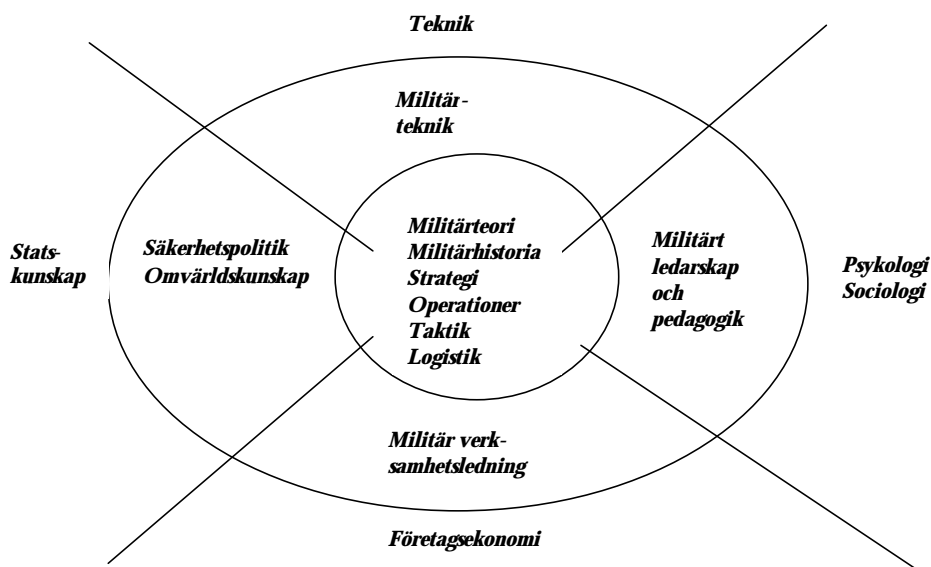 Teknik
Militär-
teknik
Stats-
kunskap
Säkerhetspolitik
Omvärldskunskap
Militärteori
Militärhistoria
Strategi
Operationer
Taktik
Logistik
Militärt
ledarskap
och
pedagogik
Psykologi
Sociologi
Militär verk-
samhetsledning
Företagsekonomi